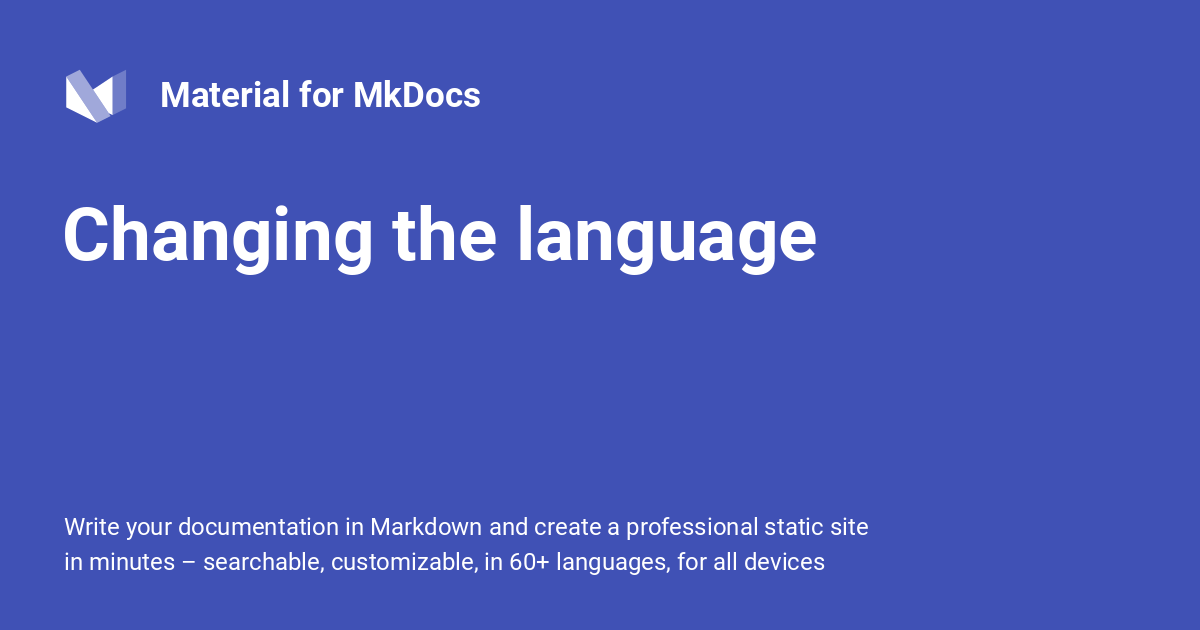 Material for MkDocs
Changing the language
Write your documentation in Markdown and create a professional static site
in minutes – searchable, customizable, in 60+ languages, for all devices